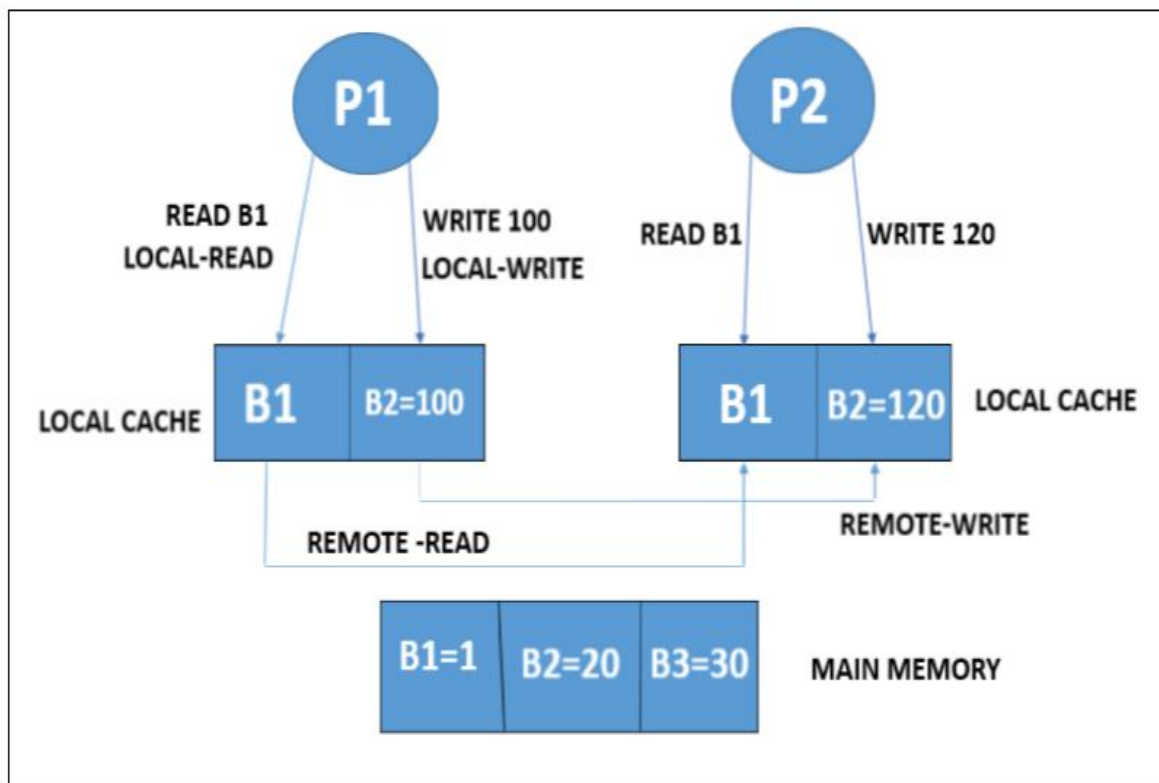 P1
P2
READ B1
LOCAL-READ
WRITE 100
LOCAL-WRITE
READ B1
WRITE 120
LOCAL CACHE
B1
B2=100
B1
B2=120
LOCAL CACHE
REMOTE -READ
REMOTE-WRITE
B1=1
B2=20
B3=30
MAIN MEMORY